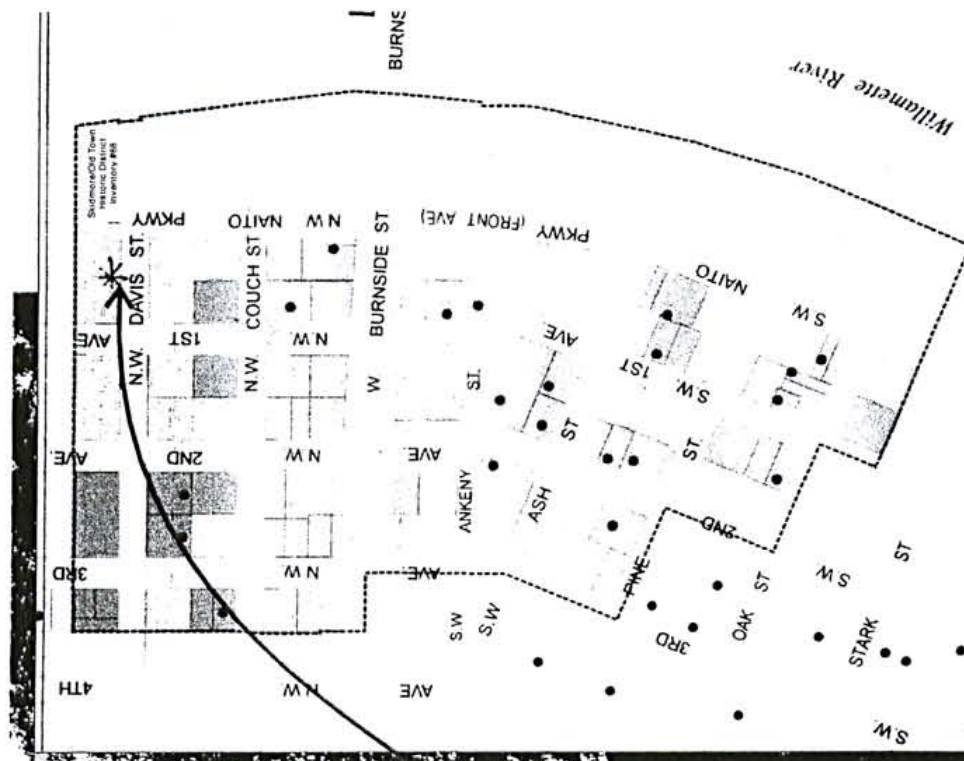 BURNS
Willamette River
Skidmore/Old Town
Historic District
Inventory #68
PKWY NAITO N W
(FRONT AVE) PKWY
NAITO S W
N.W. DAVIS ST.
N.W. COUCH ST
W BURNSIDE ST
AVE 1ST N W
AVE 1ST S W
ANKENY ST.
ASH ST
AVE. 2ND N W AVE
PINE ST
2ND S W
3RD N W AVE
S.W
S.W 3RD
OAK ST
STARK ST
4TH N W AVE
S.W.